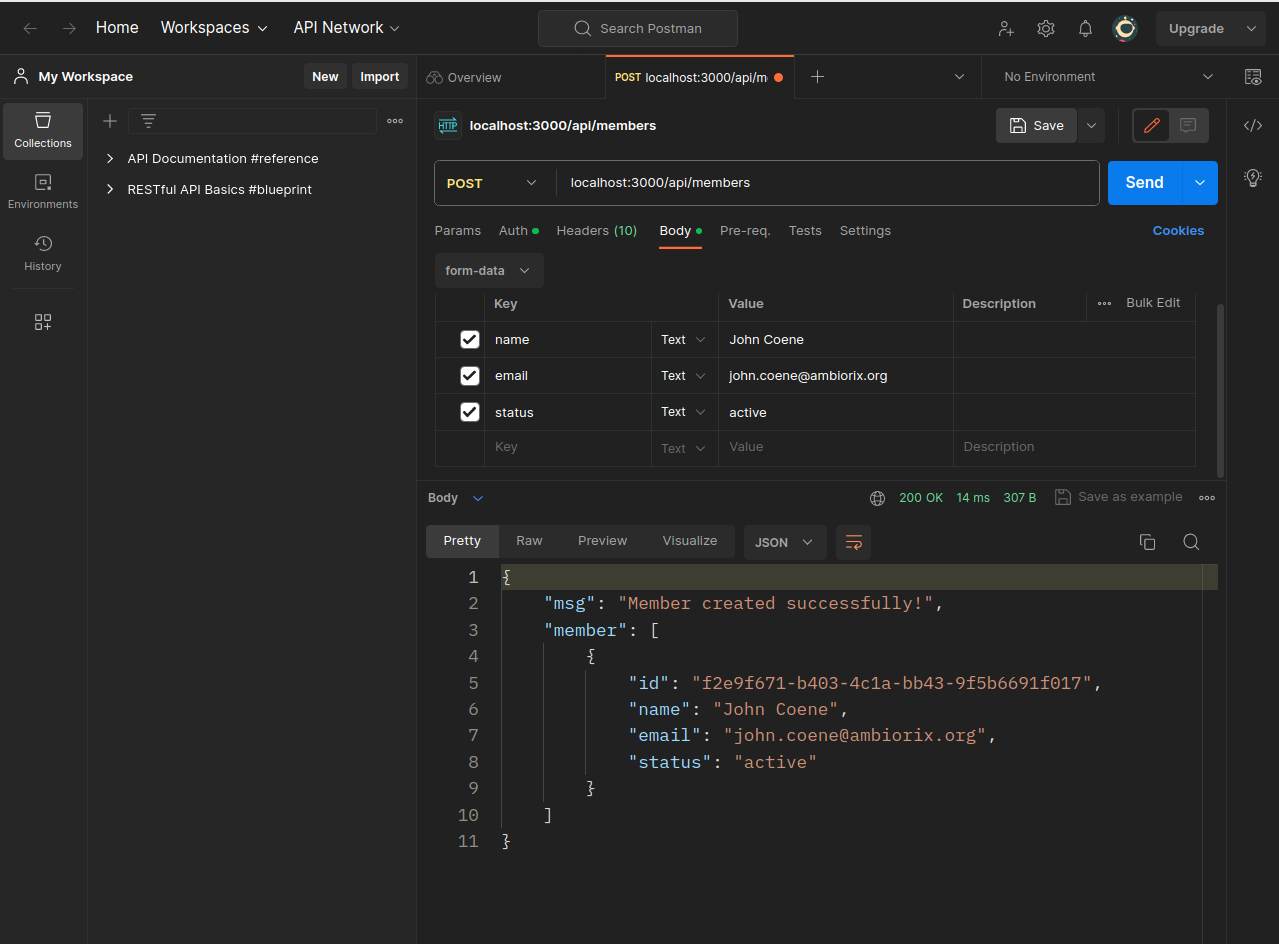 Home Workspaces API Network Search Postman Upgrade
My Workspace New Import Overview POST localhost:3000/api/m No Environment
Collections
Environments
History
API Documentation #reference
RESTful API Basics #blueprint
HTTP localhost:3000/api/members Save
POST localhost:3000/api/members Send
Params Auth Headers (10) Body Pre-req. Tests Settings Cookies
form-data
Key Value Description Bulk Edit
name Text John Coene
email Text john.coene@ambiorix.org
status Text active
Key Text Value Description
Body 200 OK 14 ms 307 B Save as example
Pretty Raw Preview Visualize JSON
1 {
2 "msg": "Member created successfully!",
3 "member": [
4 {
5 "id": "f2e9f671-b403-4c1a-bb43-9f5b6691f017",
6 "name": "John Coene",
7 "email": "john.coene@ambiorix.org",
8 "status": "active"
9 }
10 ]
11 }